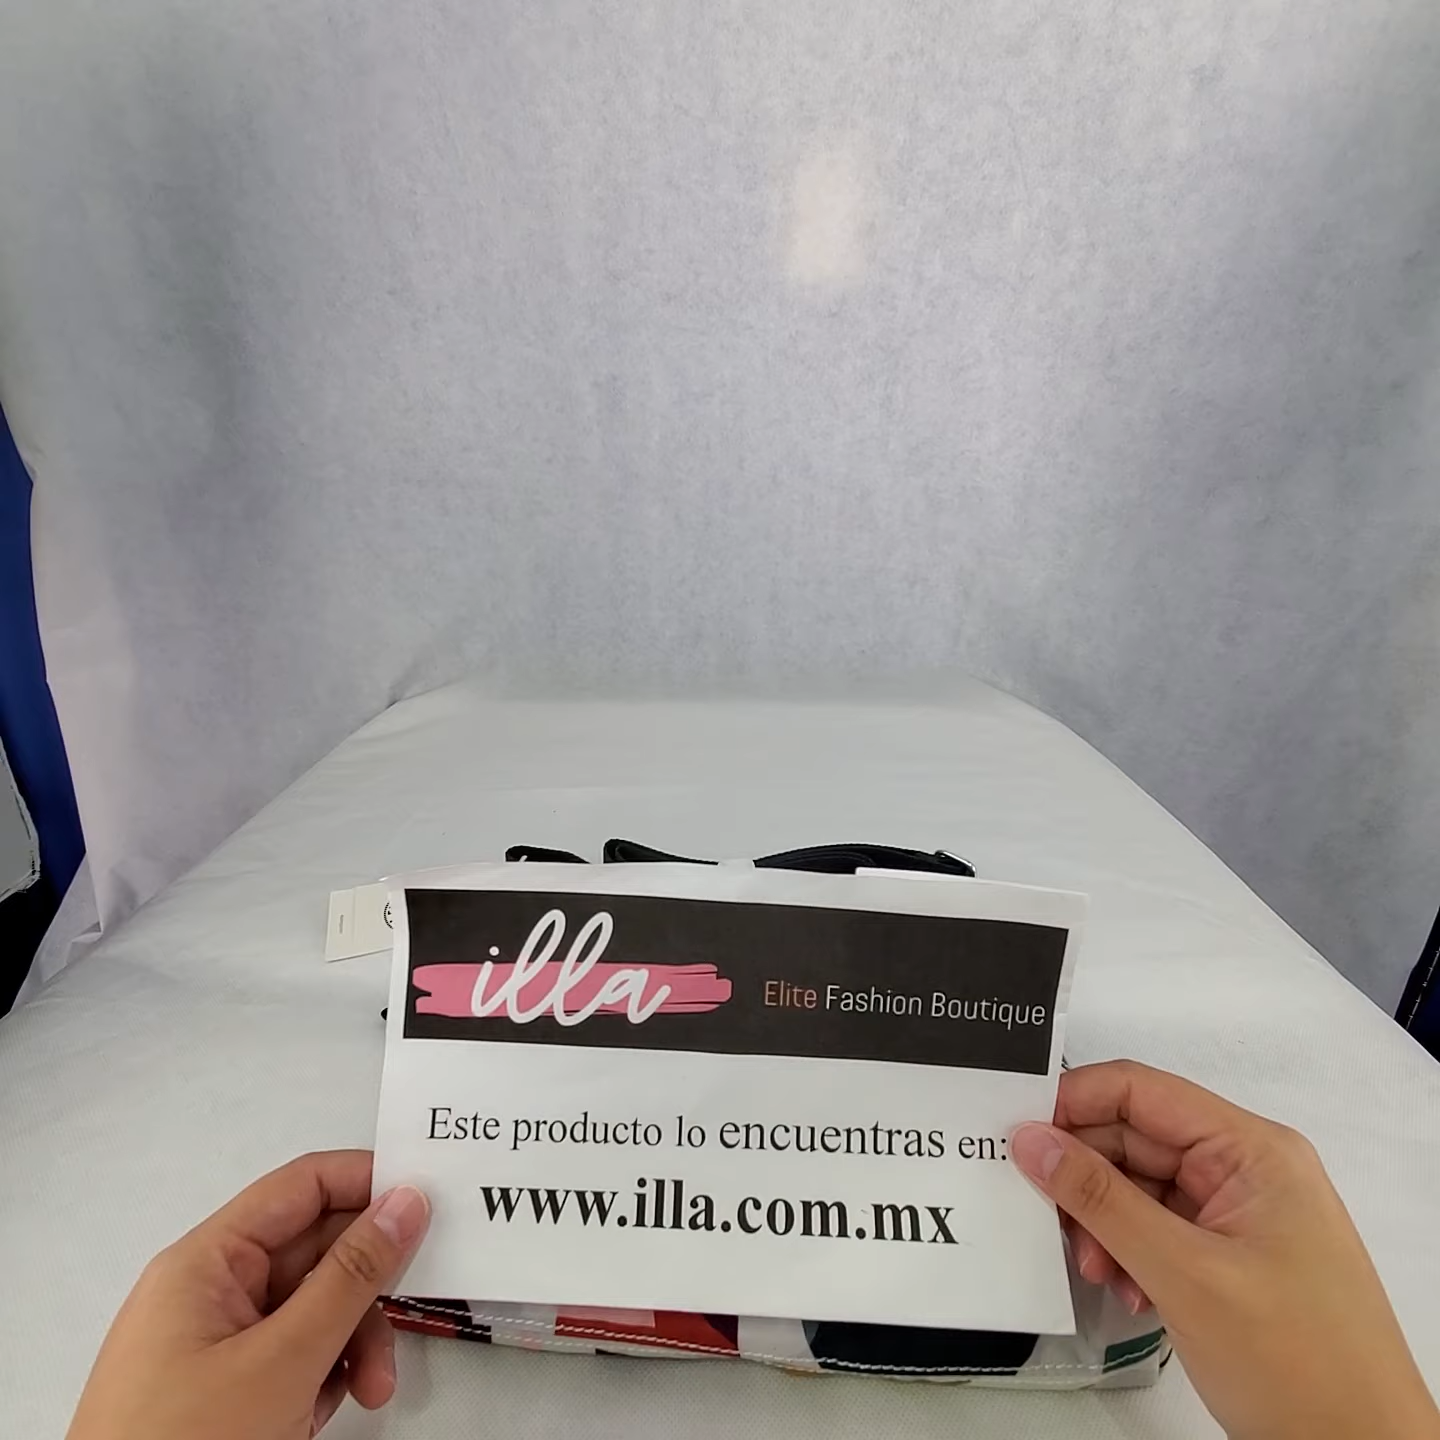 illa
Elite Fashion Boutique
Este producto lo encuentras en:
www.illa.com.mx